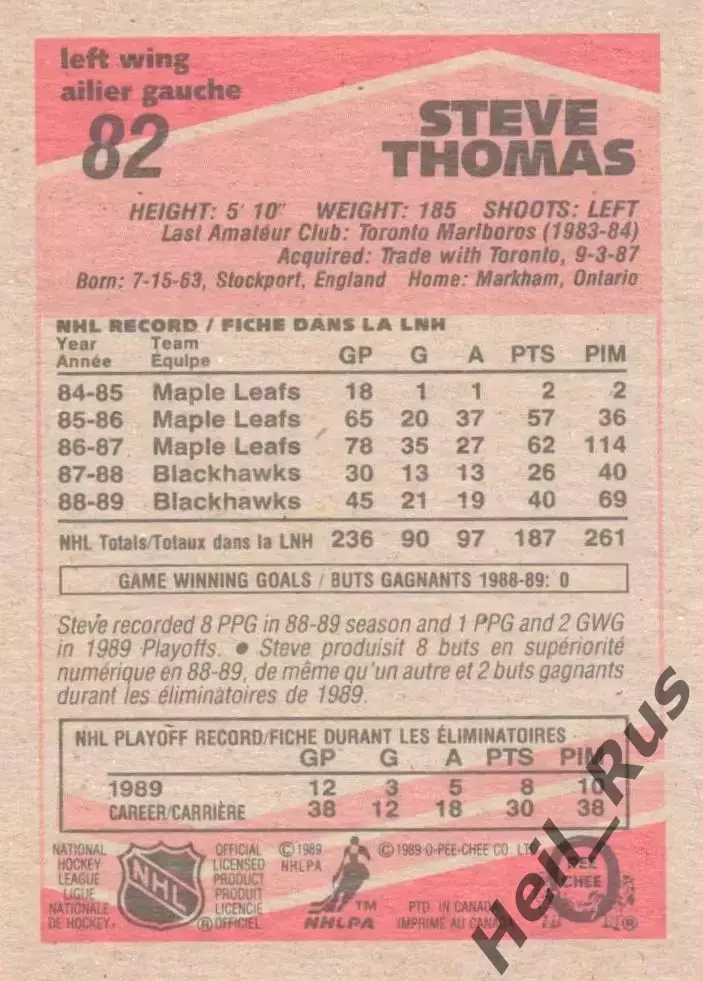 left wing
ailier gauche
82
STEVE
THOMAS
HEIGHT: 5' 10" WEIGHT: 185 SHOOTS: LEFT
Last Amateur Club: Toronto Marlboros (1983-84)
Acquired: Trade with Toronto, 9-3-87
Born: 7-15-63, Stockport, England Home: Markham, Ontario
NHL RECORD / FICHE DANS LA LNH
Year Team
Année Équipe GP G A PTS PIM
84-85 Maple Leafs 18 1 1 2 2
85-86 Maple Leafs 65 20 37 57 36
86-87 Maple Leafs 78 35 27 62 114
87-88 Blackhawks 30 13 13 26 40
88-89 Blackhawks 45 21 19 40 69
NHL Totals/Totaux dans la LNH 236 90 97 187 261
GAME WINNING GOALS / BUTS GAGNANTS 1988-89: 0
Steve recorded 8 PPG in 88-89 season and 1 PPG and 2 GWG
in 1989 Playoffs. • Steve produisit 8 buts en supériorité
numérique en 88-89, de même qu'un autre et 2 buts gagnants
durant les éliminatoires de 1989.
NHL PLAYOFF RECORD/FICHE DURANT LES ÉLIMINATOIRES
GP G A PTS PIM
1989 12 3 5 8 10
CAREER/CARRIÈRE 38 12 18 30 38
NATIONAL
HOCKEY
LEAGUE
LIGUE
NATIONALE
DE HOCKEY
NHL
®
OFFICIAL
LICENSED
PRODUCT
PRODUIT
LICENCIE
OFFICIEL
© 1989
NHLPA
TM
NHLPA
© 1989 O-PEE-CHEE CO. LTD
PTD. IN CANADA
IMPRIMÉ AU CANADA
PEE
CHEE
®
Heil_Rus